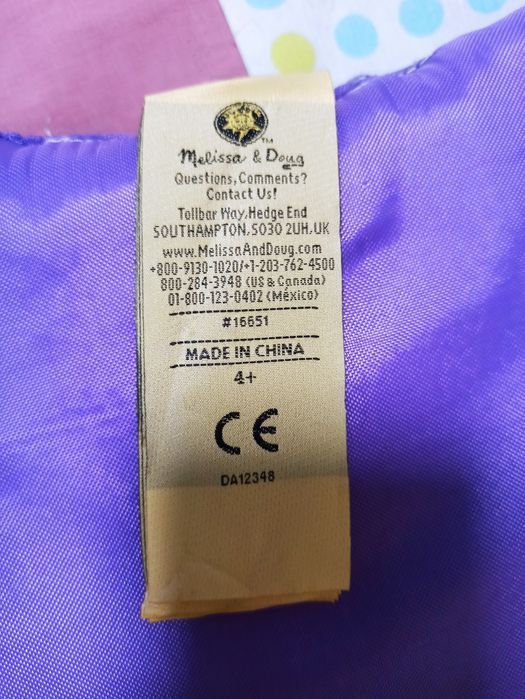 Melissa & Doug™
Questions, Comments?
Contact Us!
Tollbar Way, Hedge End
SOUTHAMPTON, SO30 2UH, UK
www.MelissaAndDoug.com
+800-9130-1020/+1-203-762-4500
800-284-3948 (US & Canada)
01-800-123-0402 (México)
#16651
MADE IN CHINA
4+
CE
DA12348